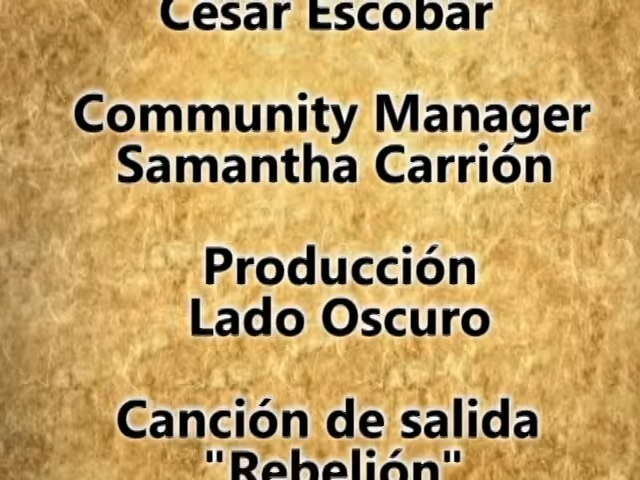 Cesar Escobar
Community Manager
Samantha Carrión
Producción
Lado Oscuro
Canción de salida
"Rebelión"